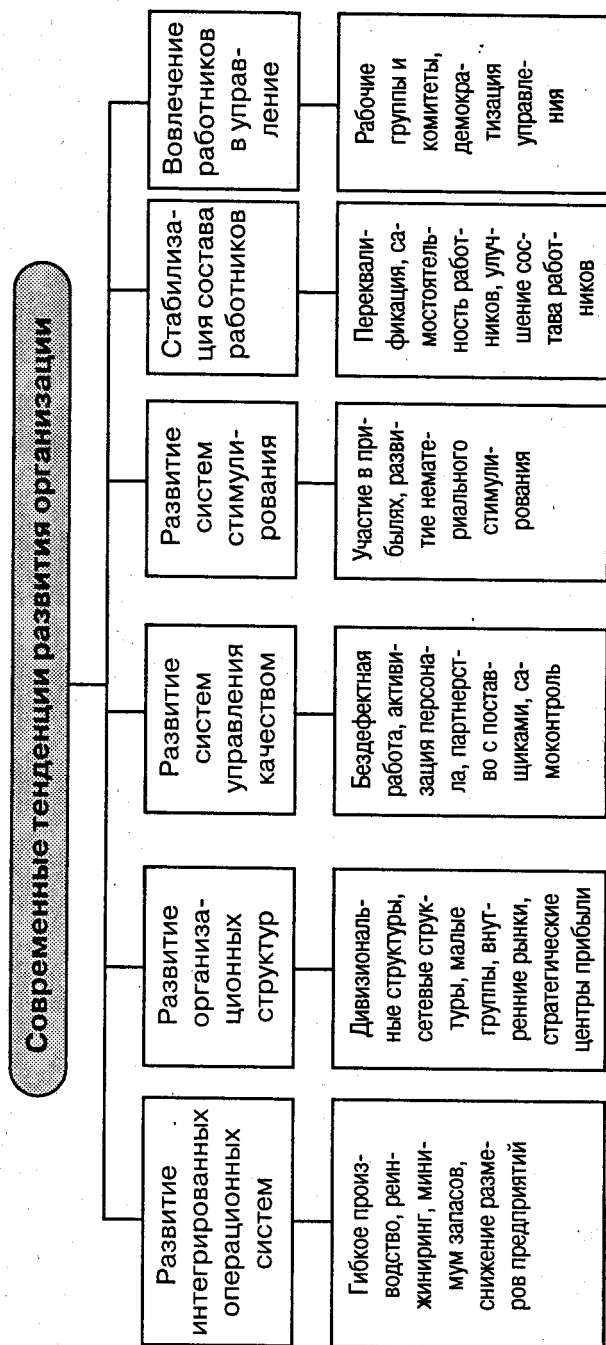 Современные тенденции развития организации
Развитие
интегрированных
операционных
систем
Гибкое произ-
водство, реин-
жиниринг, мини-
мум запасов,
снижение разме-
ров предприятий
Развитие
организа-
ционных
структур
Дивизиональ-
ные структуры,
сетевые струк-
туры, малые
группы, внут-
ренние рынки,
стратегические
центры прибыли
Развитие
систем
управления
качеством
Бездефектная
работа, активи-
зация персона-
ла, партнерст-
во с постав-
щиками, са-
моконтроль
Развитие
систем
стимули-
рования
Участие в при-
былях, разви-
тие немате-
риального
стимули-
рования
Стабилиза-
ция состава
работников
Переквали-
фикация, са-
мостоятель-
ность работ-
ников, улуч-
шение сос-
тава работ-
ников
Вовлечение
работников
в управ-
ление
Рабочие
группы и
комитеты,
демокра-
тизация
управле-
ния